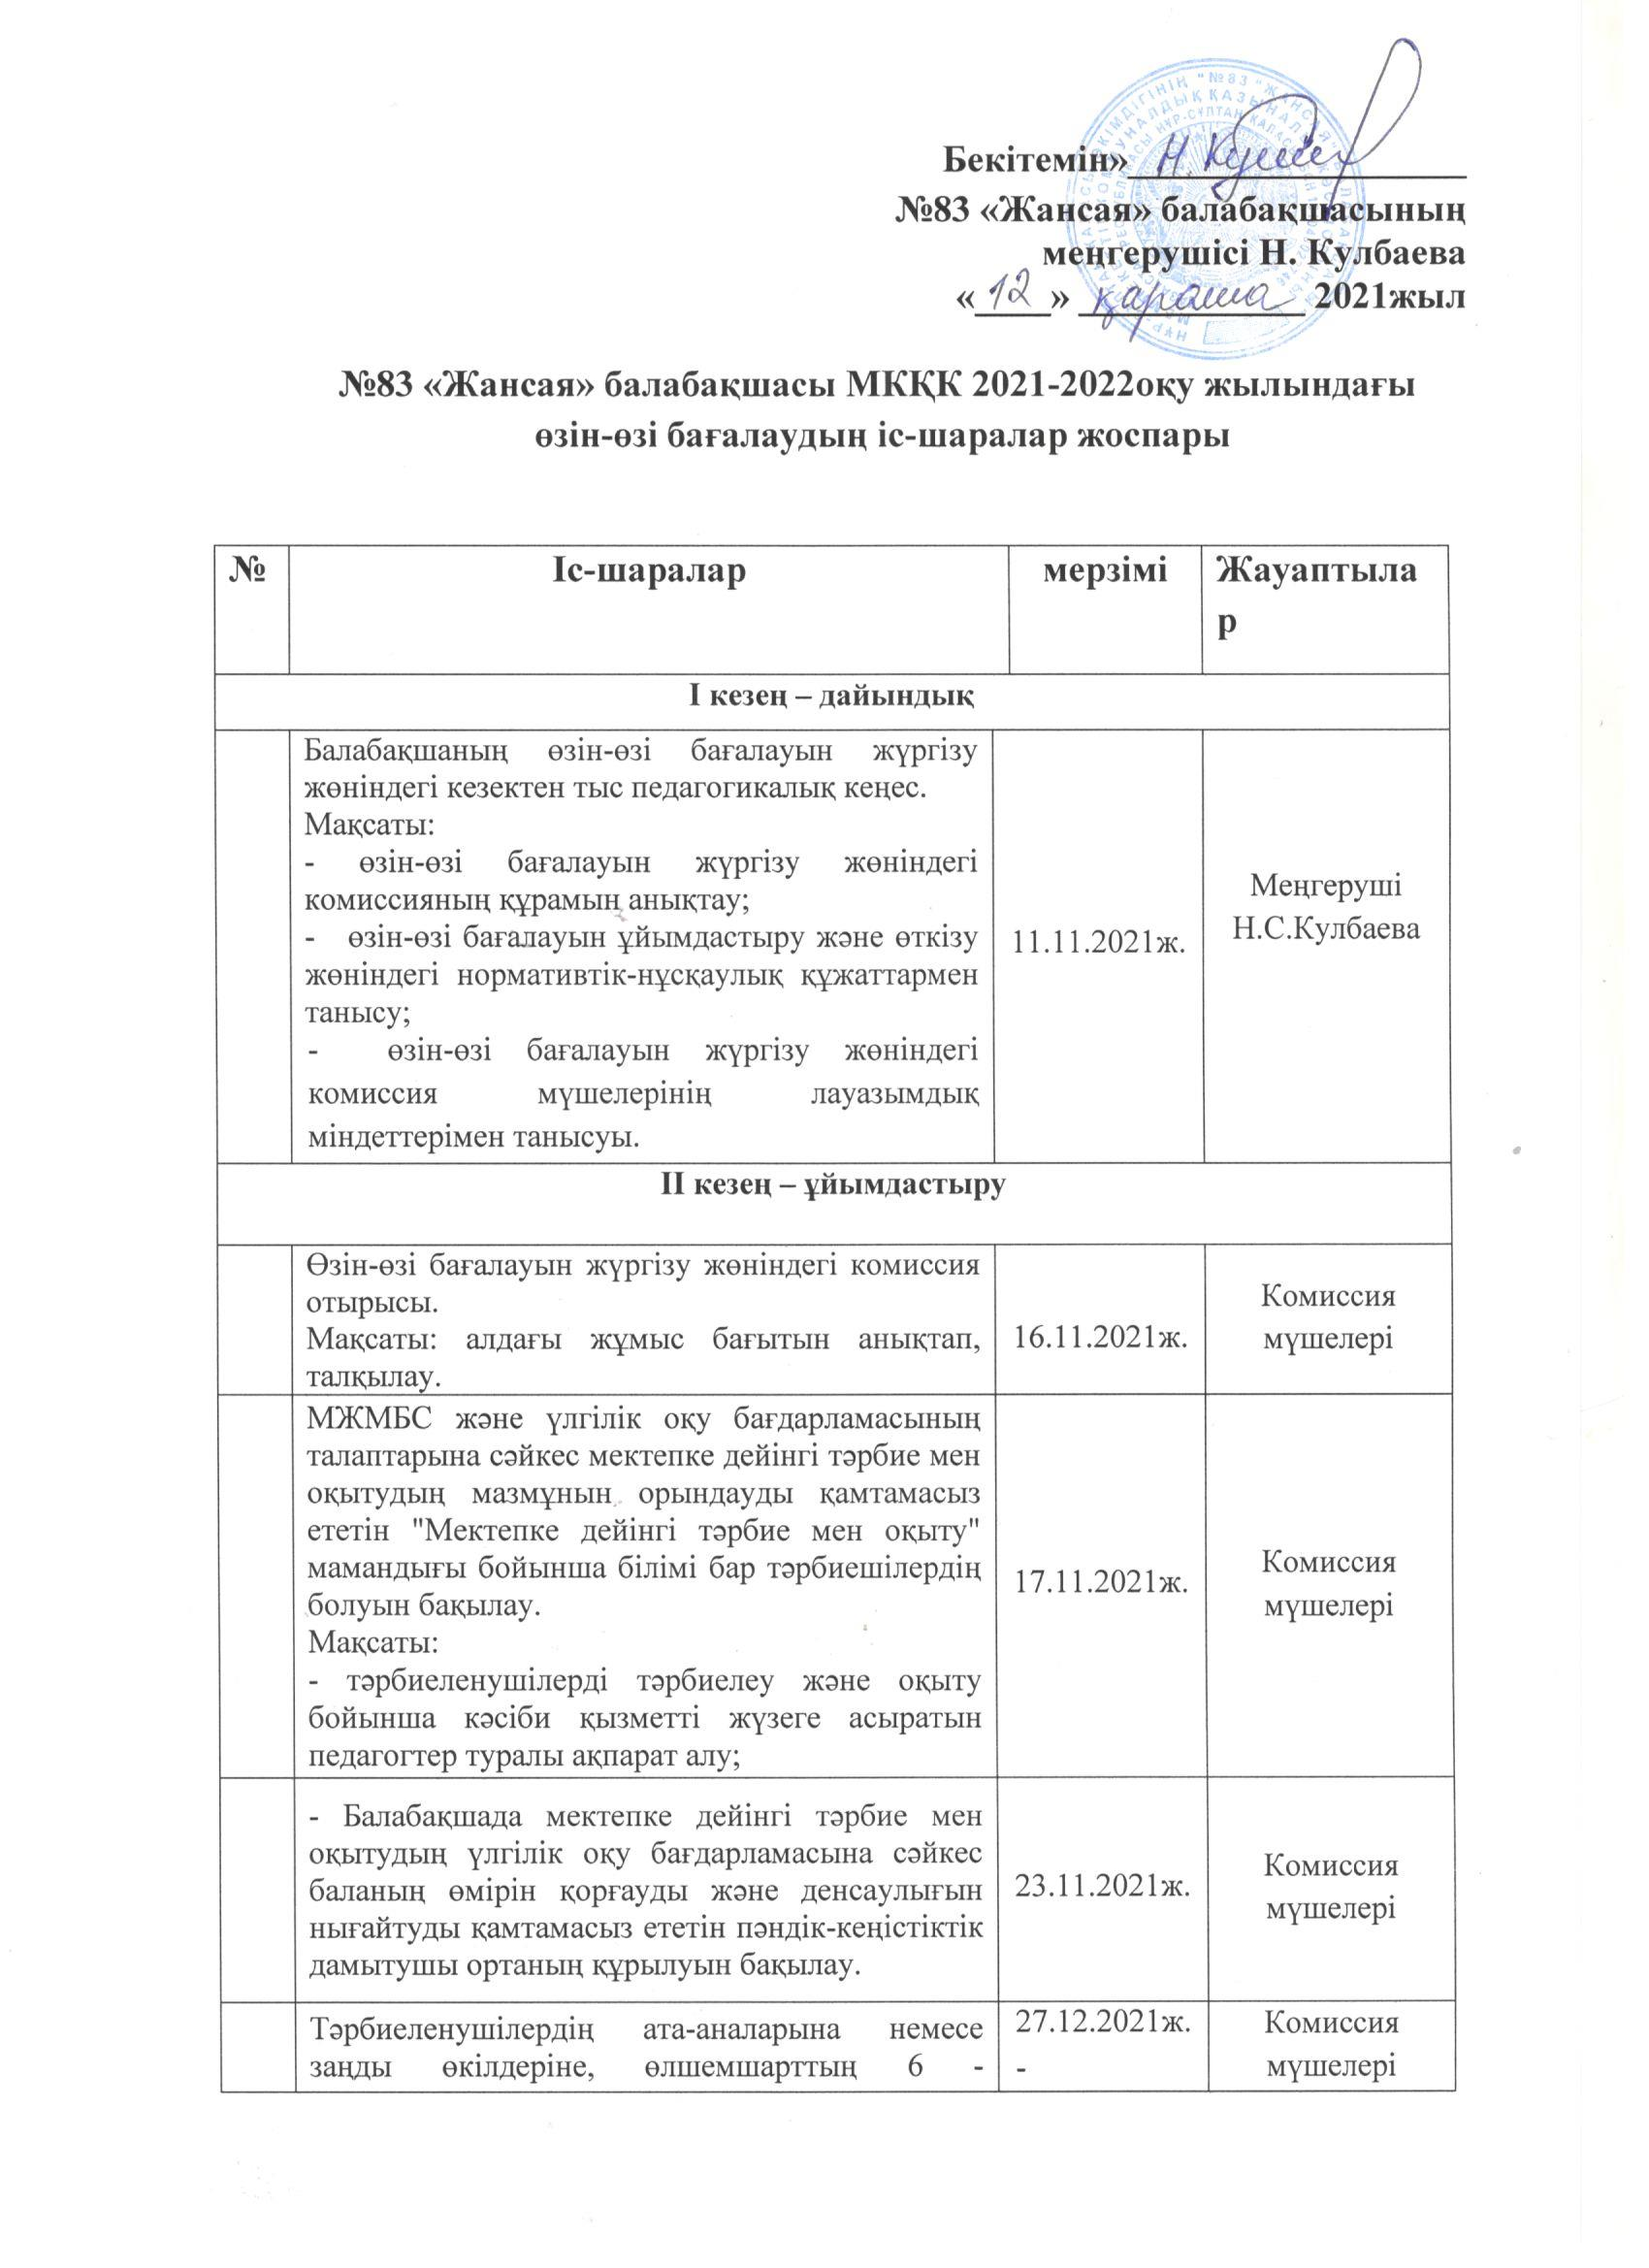 Бекітемін»
№83 «Жансая» балабақшасының
меңгерушісі Н. Кулбаева
«12» қараша 2021жыл
№83 «Жансая» балабақшасы МКҚК 2021-2022оқу жылындағы
өзін-өзі бағалаудың іс-шаралар жоспары
№ Іс-шаралар мерзімі Жауаптыла
р
I кезең – дайындық
Балабақшаның өзін-өзі бағалауын жүргізу
жөніндегі кезектен тыс педагогикалық кеңес.
Мақсаты:
- өзін-өзі бағалауын жүргізу жөніндегі
комиссияның құрамын анықтау;
- өзін-өзі бағалауын ұйымдастыру және өткізу
жөніндегі нормативтік-нұсқаулық құжаттармен
танысу;
- өзін-өзі бағалауын жүргізу жөніндегі
комиссия мүшелерінің лауазымдық
міндеттерімен танысуы.
11.11.2021ж.
Меңгеруші
Н.С.Кулбаева
II кезең – ұйымдастыру
Өзін-өзі бағалауын жүргізу жөніндегі комиссия
отырысы.
Мақсаты: алдағы жұмыс бағытын анықтап,
талқылау.
16.11.2021ж.
Комиссия
мүшелері
МЖМБС және үлгілік оқу бағдарламасының
талаптарына сәйкес мектепке дейінгі тәрбие мен
оқытудың мазмұнын орындауды қамтамасыз
ететін "Мектепке дейінгі тәрбие мен оқыту"
мамандығы бойынша білімі бар тәрбиешілердің
болуын бақылау.
Мақсаты:
- тәрбиеленушілерді тәрбиелеу және оқыту
бойынша кәсіби қызметті жүзеге асыратын
педагогтер туралы ақпарат алу;
17.11.2021ж.
Комиссия
мүшелері
- Балабақшада мектепке дейінгі тәрбие мен
оқытудың үлгілік оқу бағдарламасына сәйкес
баланың өмірін қорғауды және денсаулығын
нығайтуды қамтамасыз ететін пәндік-кеңістіктік
дамытушы ортаның құрылуын бақылау.
23.11.2021ж.
Комиссия
мүшелері
Тәрбиеленушілердің ата-аналарына немесе
заңды өкілдеріне, өлшемшарттың 6 -
27.12.2021ж.
-
Комиссия
мүшелері